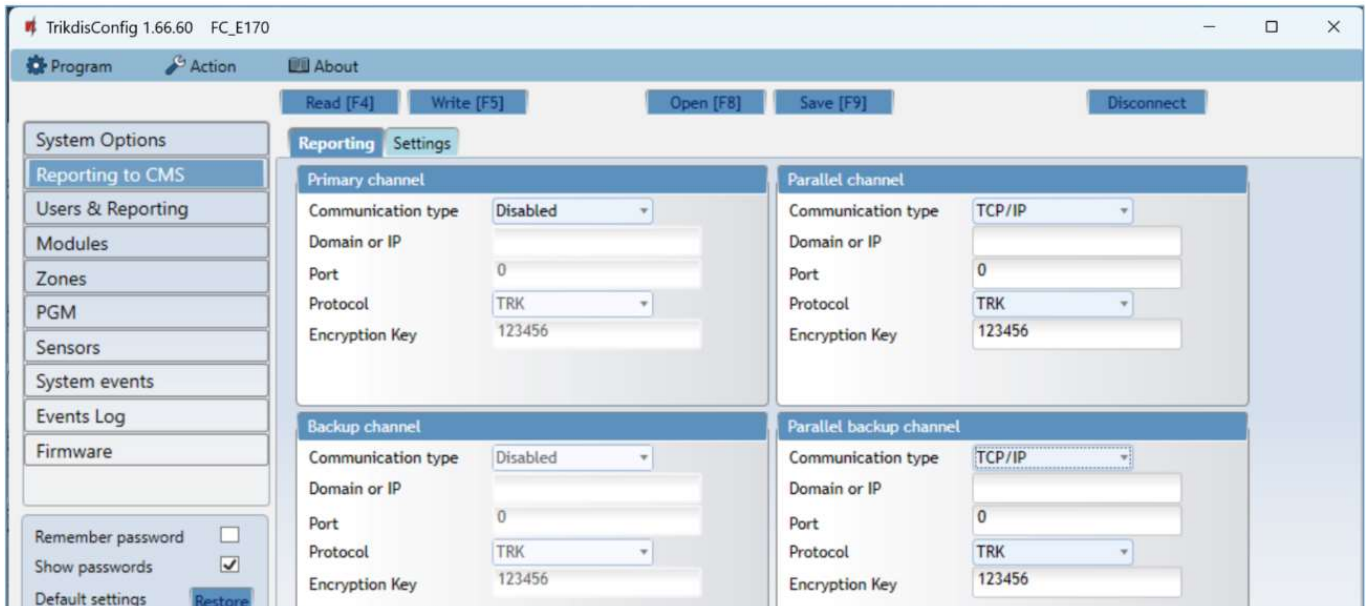 TrikdisConfig 1.66.60 FC_E170
Program Action About
Read [F4] Write [F5] Open [F8] Save [F9] Disconnect
System Options
Reporting to CMS
Users & Reporting
Modules
Zones
PGM
Sensors
System events
Events Log
Firmware
Remember password
Show passwords
Default settings Restore
Reporting Settings
Primary channel
Communication type Disabled
Domain or IP
Port 0
Protocol TRK
Encryption Key 123456
Parallel channel
Communication type TCP/IP
Domain or IP
Port 0
Protocol TRK
Encryption Key 123456
Backup channel
Communication type Disabled
Domain or IP
Port 0
Protocol TRK
Encryption Key 123456
Parallel backup channel
Communication type TCP/IP
Domain or IP
Port 0
Protocol TRK
Encryption Key 123456